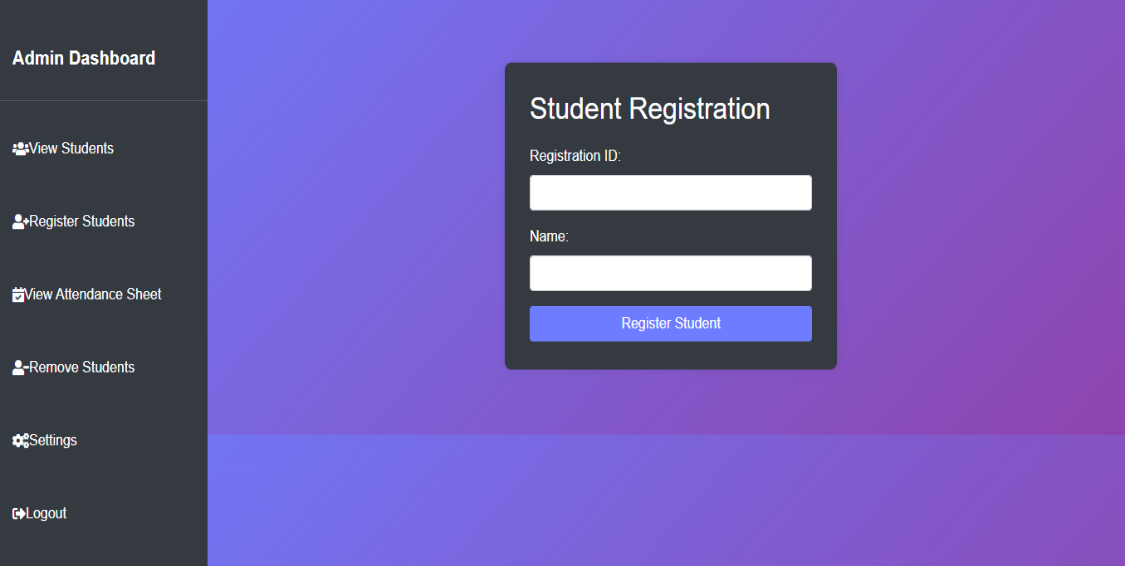 Admin Dashboard
View Students
Register Students
View Attendance Sheet
Remove Students
Settings
Logout
Student Registration
Registration ID:
Name:
Register Student